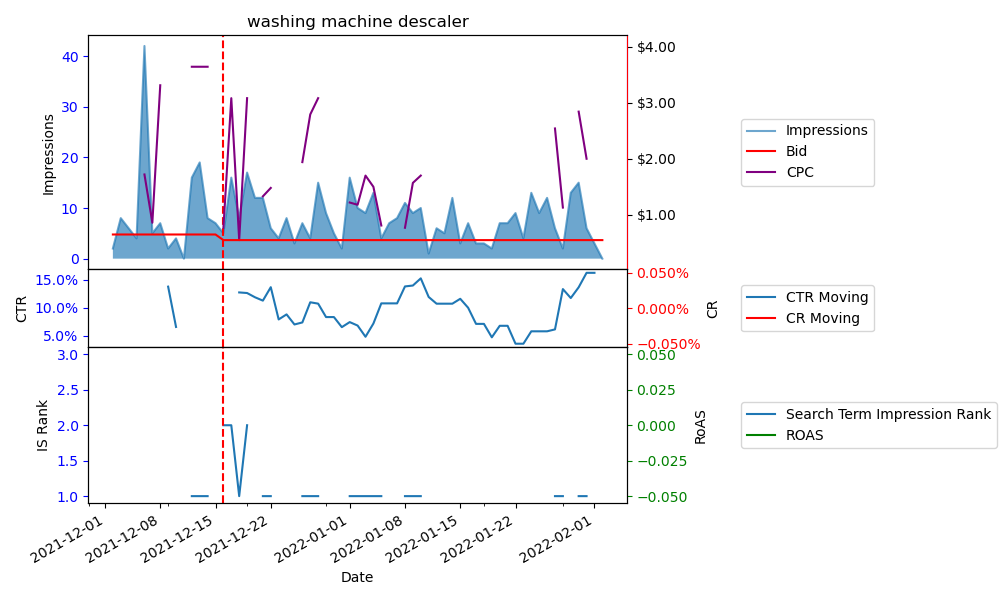 washing machine descaler
40
30
20
10
0
Impressions
$4.00
$3.00
$2.00
$1.00
Impressions
Bid
CPC
15.0%
10.0%
5.0%
CTR
0.050%
0.000%
−0.050%
CR
CTR Moving
CR Moving
3.0
2.5
2.0
1.5
1.0
IS Rank
0.050
0.025
0.000
−0.025
−0.050
RoAS
Search Term Impression Rank
ROAS
2021-12-01
2021-12-08
2021-12-15
2021-12-22
2022-01-01
2022-01-08
2022-01-15
2022-01-22
2022-02-01
Date